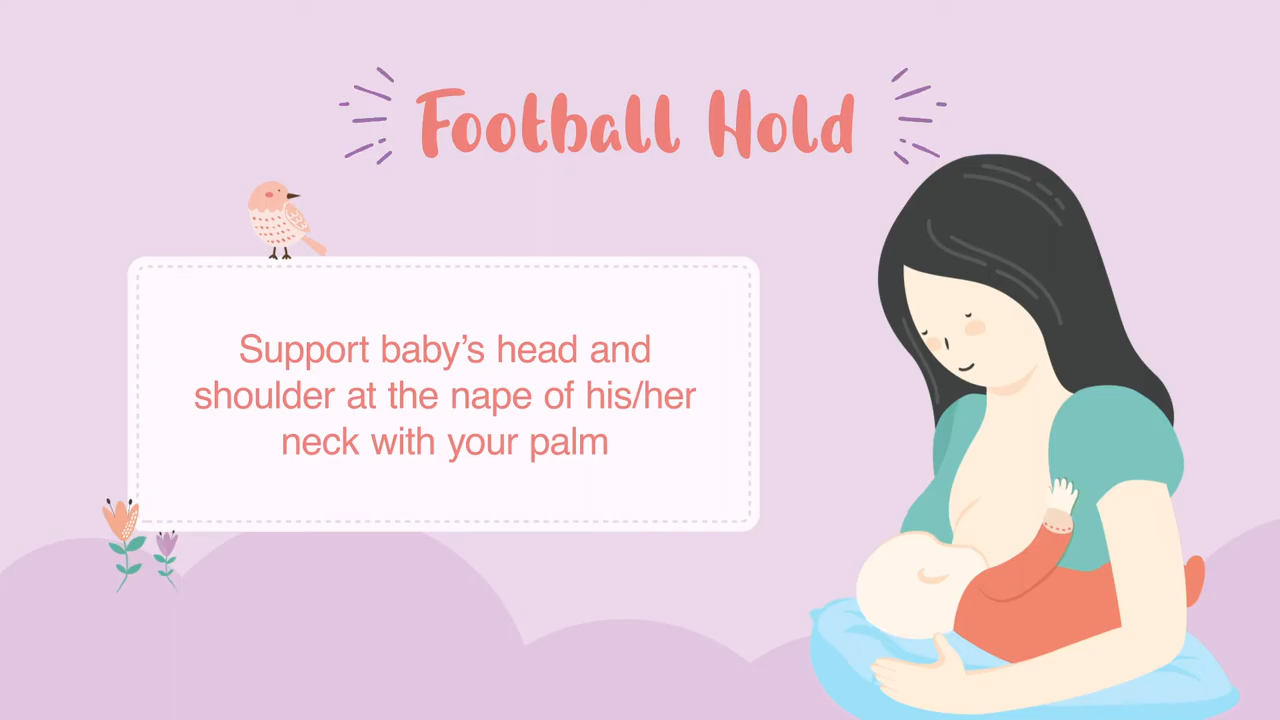 Football Hold
Support baby’s head and
shoulder at the nape of his/her
neck with your palm